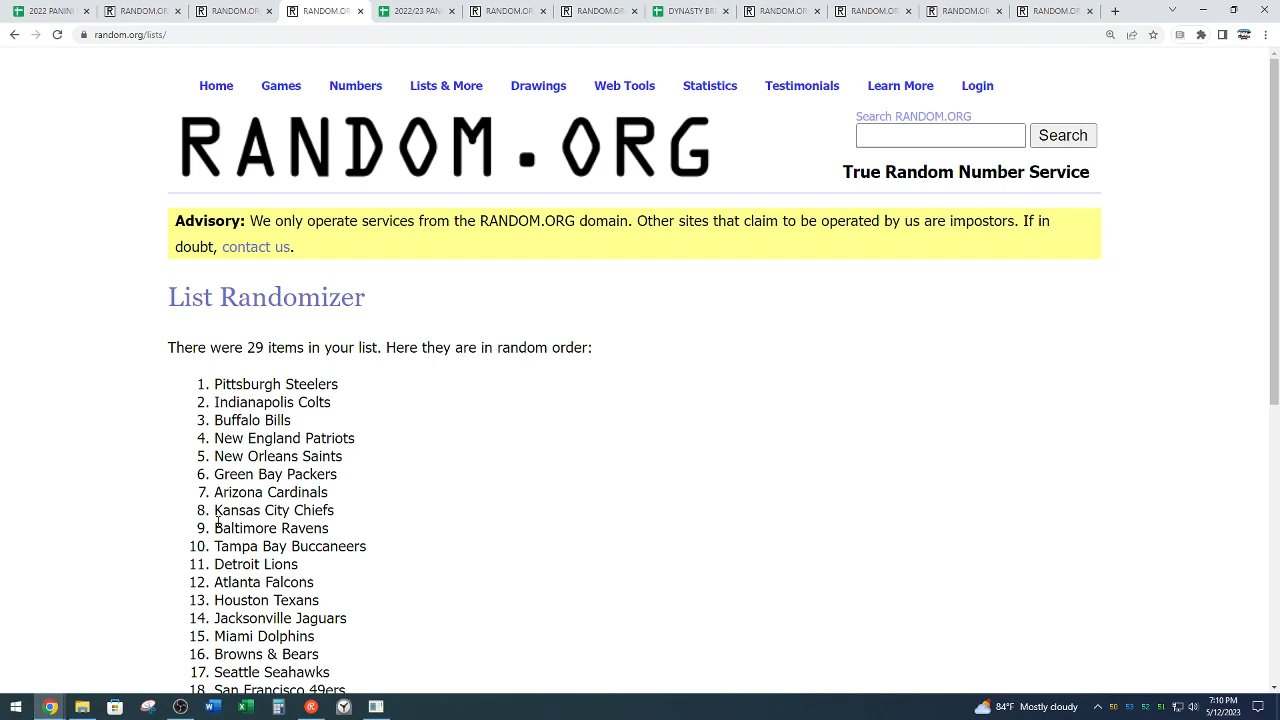 2022 PANINI
RANDOM.OR
RANDOM.OR
RANDOM.OR
2022/23 PAN
RANDOM.OR
RANDOM.OR
DYNASTY BR
RANDOM.OR
RANDOM.OR
RANDOM.OR
RANDOM.OR
random.org/lists/
Home Games Numbers Lists & More Drawings Web Tools Statistics Testimonials Learn More Login
RANDOM.ORG
Search RANDOM.ORG
Search
True Random Number Service
Advisory: We only operate services from the RANDOM.ORG domain. Other sites that claim to be operated by us are impostors. If in
doubt, contact us.
List Randomizer
There were 29 items in your list. Here they are in random order:
1. Pittsburgh Steelers
2. Indianapolis Colts
3. Buffalo Bills
4. New England Patriots
5. New Orleans Saints
6. Green Bay Packers
7. Arizona Cardinals
8. Kansas City Chiefs
9. Baltimore Ravens
10. Tampa Bay Buccaneers
11. Detroit Lions
12. Atlanta Falcons
13. Houston Texans
14. Jacksonville Jaguars
15. Miami Dolphins
16. Browns & Bears
17. Seattle Seahawks
18. San Francisco 49ers
84°F Mostly cloudy
50 53 52 51
7:10 PM
5/12/2023